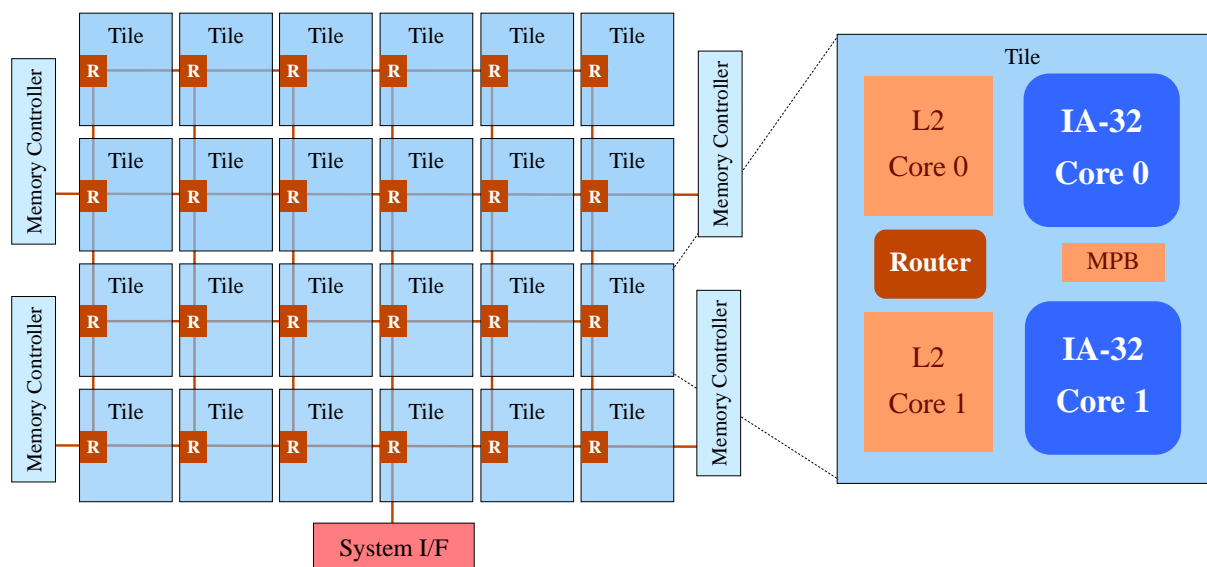 Tile Tile Tile Tile Tile Tile
R R R R R R
Memory Controller
Memory Controller
Tile Tile Tile Tile Tile Tile
R R R R R R
Tile Tile Tile Tile Tile Tile
R R R R R R
Memory Controller
Memory Controller
Tile Tile Tile Tile Tile Tile
R R R R R R
System I/F
Tile
L2
Core 0
IA-32
Core 0
Router
MPB
L2
Core 1
IA-32
Core 1